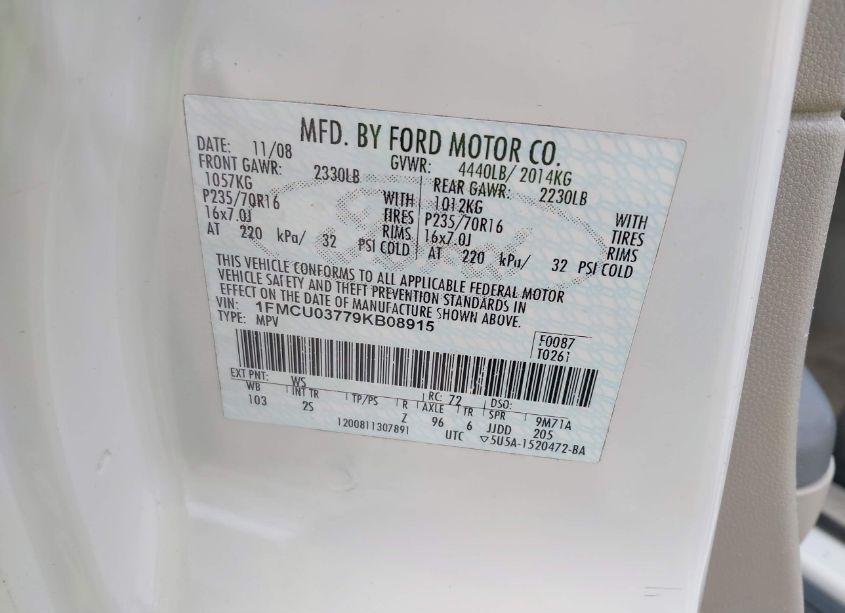 MFD. BY FORD MOTOR CO.
DATE: 11/08 GVWR: 4440LB/ 2014KG
FRONT GAWR: 2330LB REAR GAWR: 2230LB
1057KG WITH 1012KG WITH
P235/70R16 TIRES P235/70R16 TIRES
16x7.0J RIMS 16x7.0J RIMS
AT 220 kPa/ 32 PSI COLD AT 220 kPa/ 32 PSI COLD
THIS VEHICLE CONFORMS TO ALL APPLICABLE FEDERAL MOTOR
VEHICLE SAFETY AND THEFT PREVENTION STANDARDS IN
EFFECT ON THE DATE OF MANUFACTURE SHOWN ABOVE.
VIN: 1FMCU03779KB08915
TYPE: MPV
F0087
T0261
EXT PNT: WS RC: 72 DSO:
WB INT TR TP/PS R AXLE TR SPR 9M71A
103 2S Z 96 6 JJDD 205
1200811307891 UTC ▽5U5A-1520472-BA